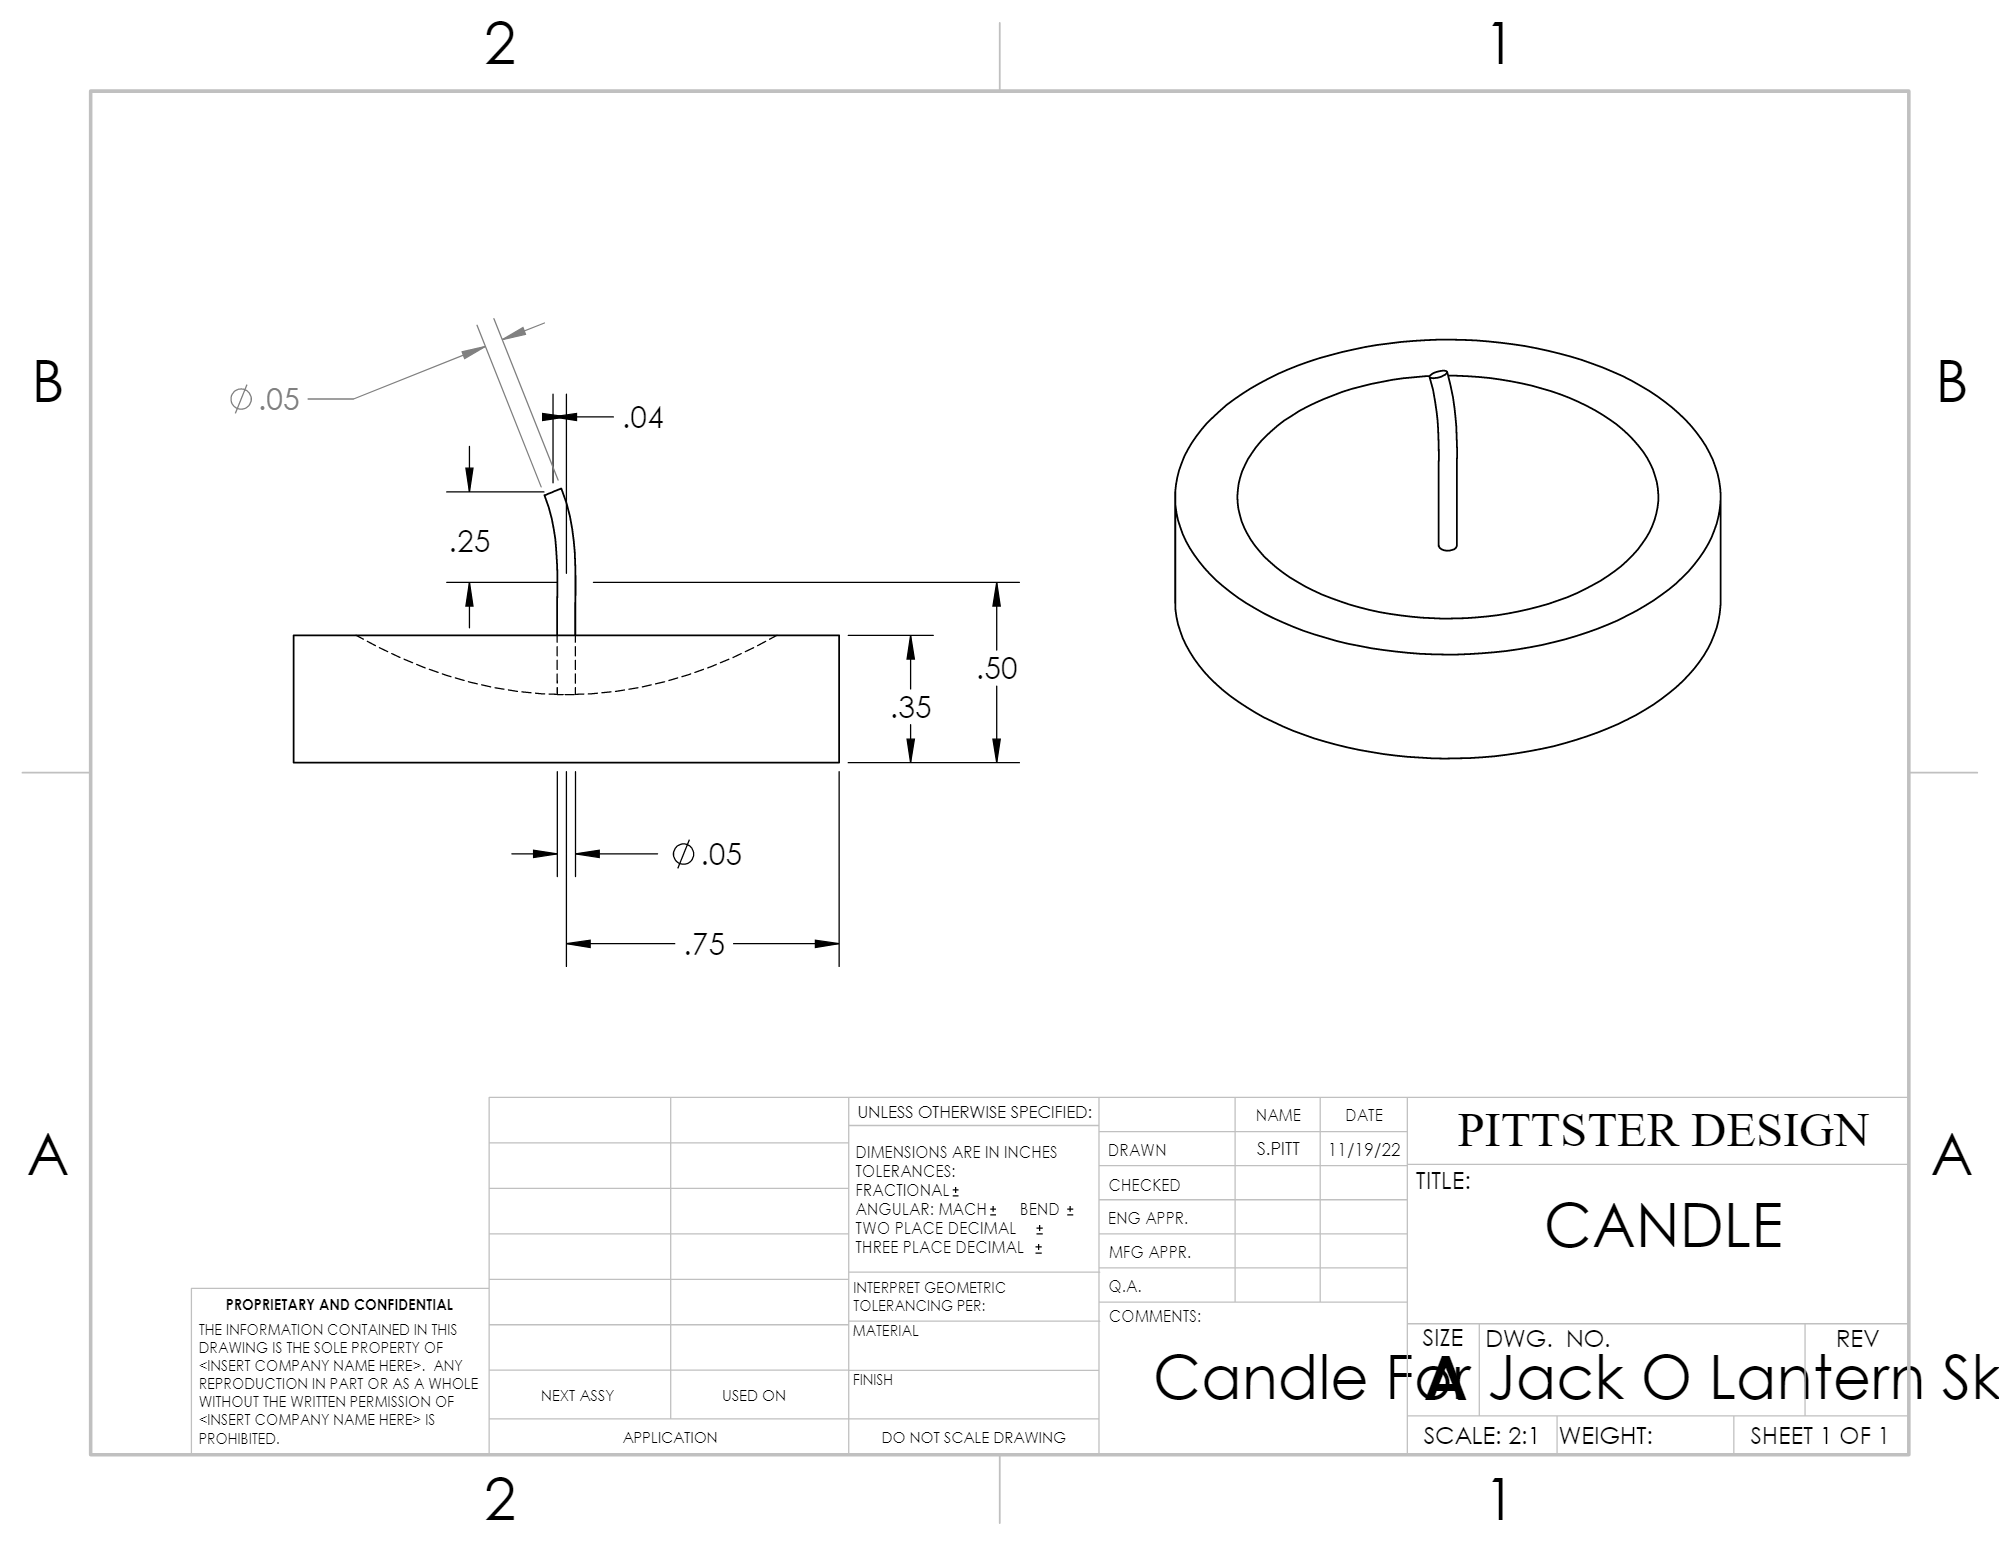 2
1
B
B
∅.05
.04
.25
.50
.35
∅.05
.75
A
A
UNLESS OTHERWISE SPECIFIED:
DIMENSIONS ARE IN INCHES
TOLERANCES:
FRACTIONAL ±
ANGULAR: MACH ± BEND ±
TWO PLACE DECIMAL ±
THREE PLACE DECIMAL ±
INTERPRET GEOMETRIC
TOLERANCING PER:
MATERIAL
FINISH
DO NOT SCALE DRAWING
NAME DATE
DRAWN S.PITT 11/19/22
CHECKED
ENG APPR.
MFG APPR.
Q.A.
COMMENTS:
PITTSTER DESIGN
TITLE:
CANDLE
SIZE DWG. NO. REV
A
Candle For Jack O Lantern Sk
SCALE: 2:1 WEIGHT: SHEET 1 OF 1
PROPRIETARY AND CONFIDENTIAL
THE INFORMATION CONTAINED IN THIS
DRAWING IS THE SOLE PROPERTY OF
<INSERT COMPANY NAME HERE>. ANY
REPRODUCTION IN PART OR AS A WHOLE
WITHOUT THE WRITTEN PERMISSION OF
<INSERT COMPANY NAME HERE> IS
PROHIBITED.
NEXT ASSY USED ON
APPLICATION
2
1